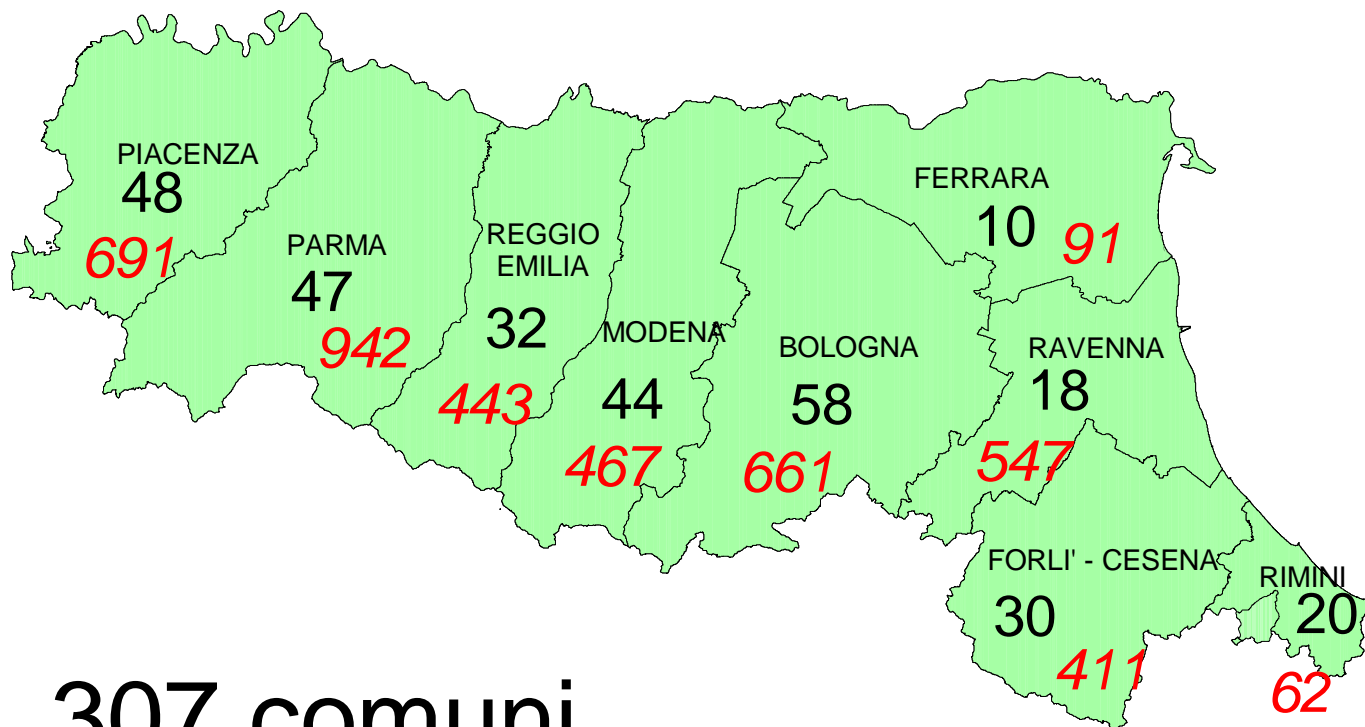 PIACENZA
48
691
PARMA
47
942
REGGIO
EMILIA
32
443
MODENA
44
467
BOLOGNA
58
661
FERRARA
10 91
RAVENNA
18
547
FORLI' - CESENA
30
411
RIMINI
20
62
307 comuni